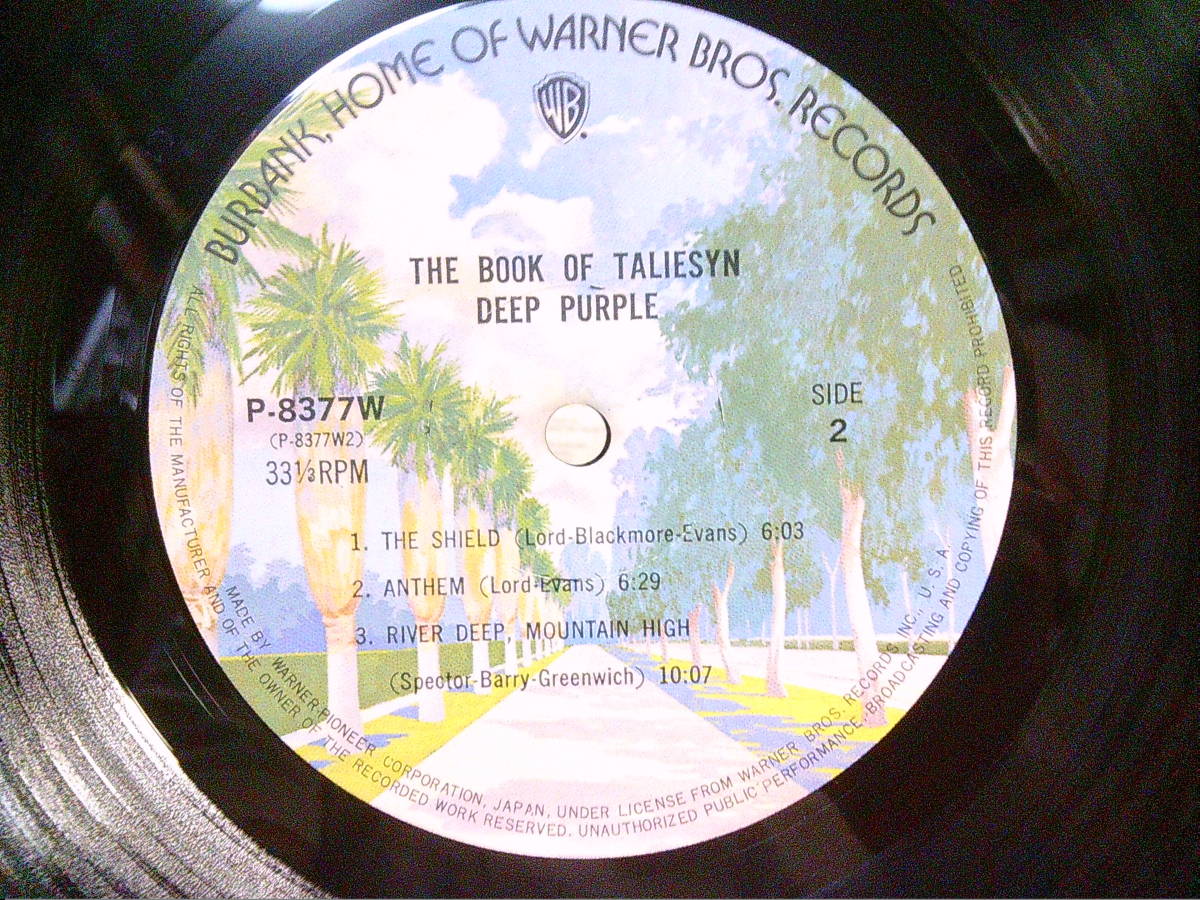 BURBANK, HOME OF WARNER BROS. RECORDS
WB
THE BOOK OF TALIESYN
DEEP PURPLE
P-8377W
(P-8377W2)
33⅓RPM
SIDE
2
1. THE SHIELD (Lord-Blackmore-Evans) 6:03
2. ANTHEM (Lord-Evans) 6:29
3. RIVER DEEP, MOUNTAIN HIGH
(Spector-Barry-Greenwich) 10:07
MADE BY WARNER-PIONEER CORPORATION, JAPAN, UNDER LICENSE FROM WARNER BROS. RECORDS INC., U. S. A.
ALL RIGHTS OF THE MANUFACTURER AND OF THE OWNER OF THE RECORDED WORK RESERVED. UNAUTHORIZED PUBLIC PERFORMANCE, BROADCASTING AND COPYING OF THIS RECORD PROHIBITED